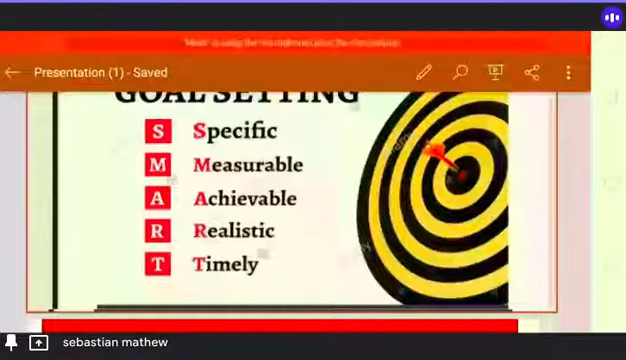 Presentation (1) - Saved
GOAL SETTING
S Specific
M Measurable
A Achievable
R Realistic
T Timely
sebastian mathew